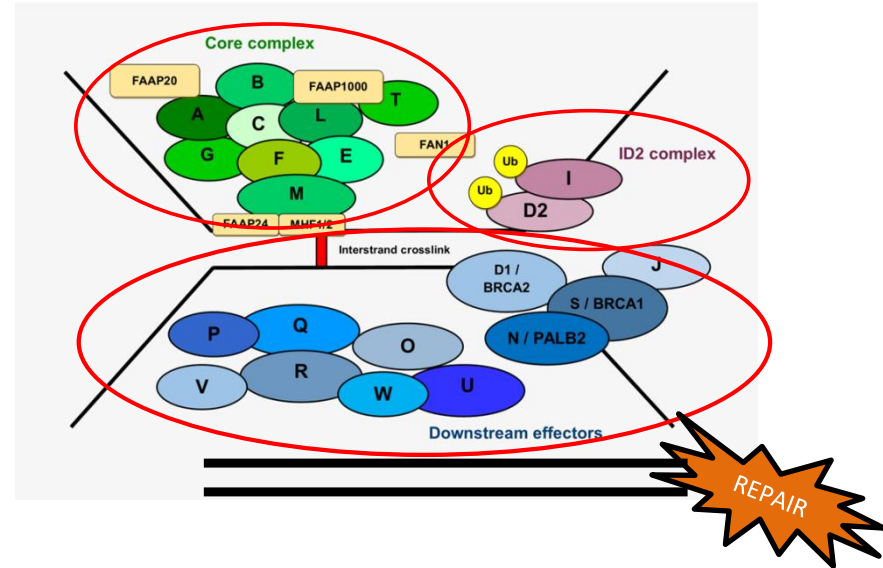 Core complex
FAAP20
B
FAAP1000
T
A
C
L
FAN1
G
F
E
M
FAAP24
MHF1/2
ID2 complex
Ub
I
Ub
D2
Interstrand crosslink
D1 /
BRCA2
J
S / BRCA1
N / PALB2
P
Q
O
V
R
W
U
Downstream effectors
REPAIR